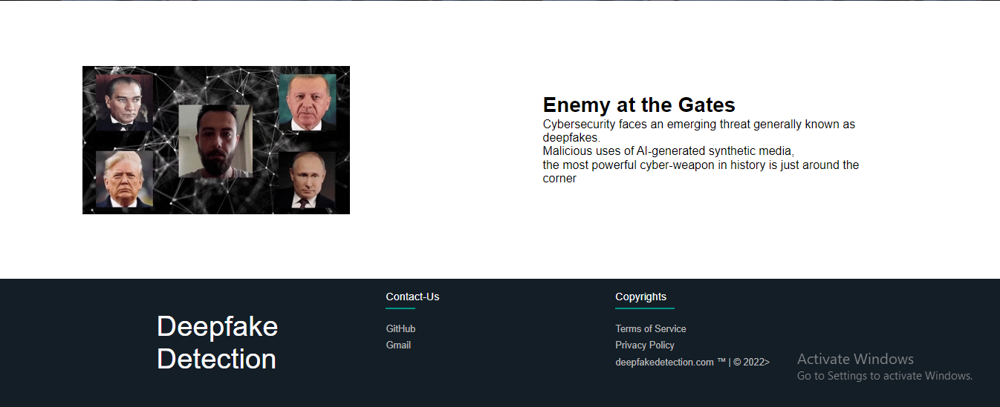 Enemy at the Gates
Cybersecurity faces an emerging threat generally known as
deepfakes.
Malicious uses of AI-generated synthetic media,
the most powerful cyber-weapon in history is just around the
corner
Deepfake
Detection
Contact-Us
GitHub
Gmail
Copyrights
Terms of Service
Privacy Policy
deepfakedetection.com ™ | © 2022>
Activate Windows
Go to Settings to activate Windows.